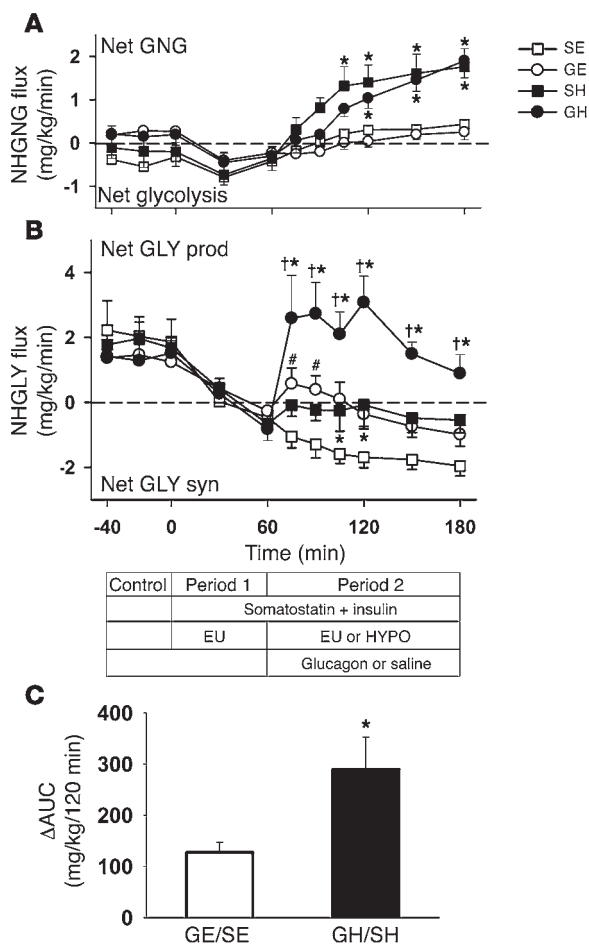 A
Net GNG
NHGNG flux
(mg/kg/min)
2
1
0
-1
* * * *
* * *
Net glycolysis
SE
GE
SH
GH
B
Net GLY prod
NHGLY flux
(mg/kg/min)
4
2
0
-2
†* †* †* †* †* †*
# #
* *
Net GLY syn
-40 0 60 120 180
Time (min)
Control Period 1 Period 2
Somatostatin + insulin
EU EU or HYPO
Glucagon or saline
C
ΔAUC
(mg/kg/120 min)
400
300
200
100
0
*
GE/SE GH/SH